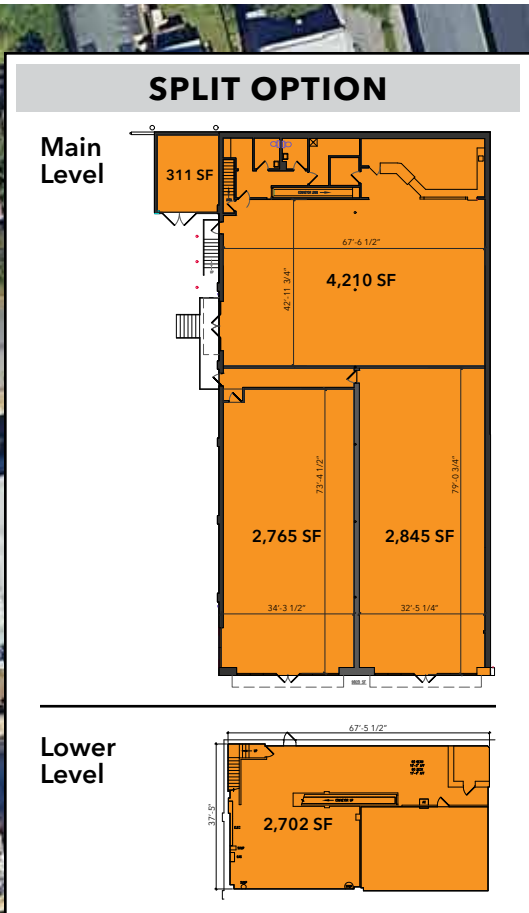 SPLIT OPTION
Main
Level
311 SF
67'-6 1/2"
42'-11 3/4"
4,210 SF
73'-4 1/2"
79'-0 3/4"
2,765 SF
2,845 SF
34'-3 1/2"
32'-5 1/4"
Lower
Level
67'-5 1/2"
37'-5"
2,702 SF